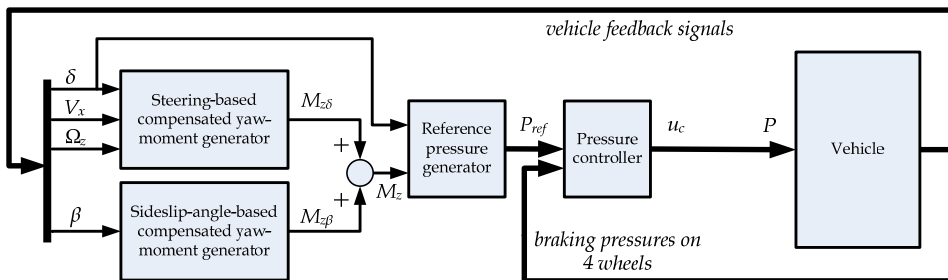 vehicle feedback signals
δ
V_x
Ω_z
β
Steering-based
compensated yaw-
moment generator
M_zδ
+
Sideslip-angle-based
compensated yaw-
moment generator
M_zβ
+
M_z
Reference
pressure
generator
P_ref
Pressure
controller
u_c
P
Vehicle
braking pressures on
4 wheels